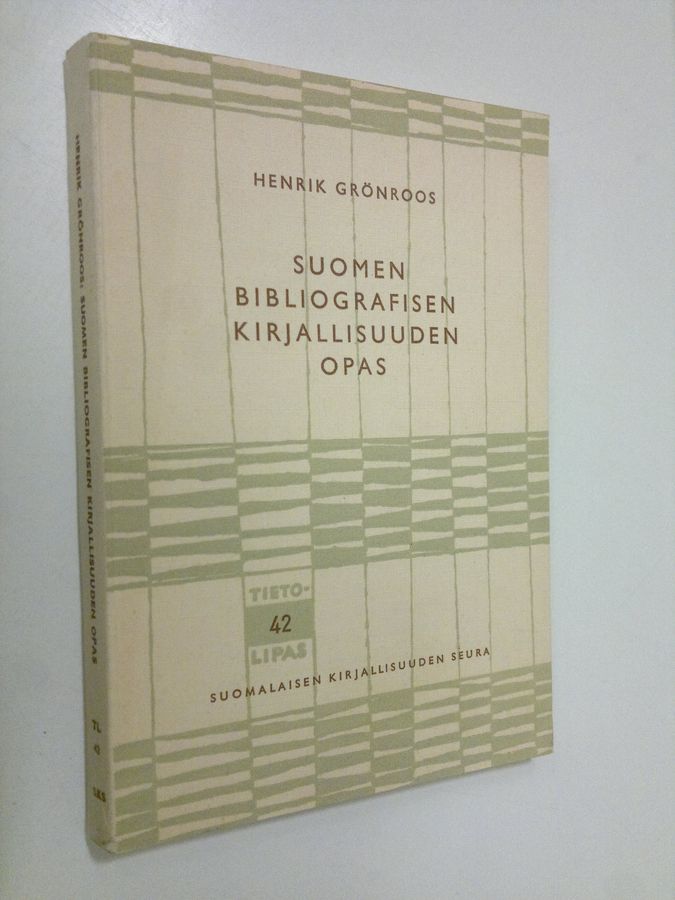 HENRIK GRÖNROOS
SUOMEN
BIBLIOGRAFISEN
KIRJALLISUUDEN
OPAS
TIETO-
42
LIPAS
SUOMALAISEN KIRJALLISUUDEN SEURA
HENRIK GRÖNROOS: SUOMEN BIBLIOGRAFISEN KIRJALLISUUDEN OPAS
TL
42
SKS